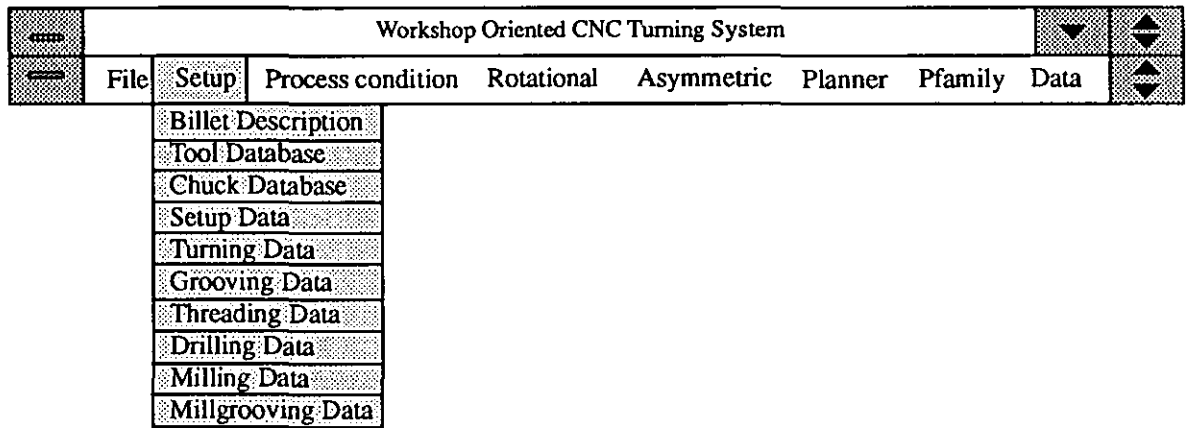 Workshop Oriented CNC Turning System
File Setup Process condition Rotational Asymmetric Planner Pfamily Data
Billet Description
Tool Database
Chuck Database
Setup Data
Turning Data
Grooving Data
Threading Data
Drilling Data
Milling Data
Millgrooving Data